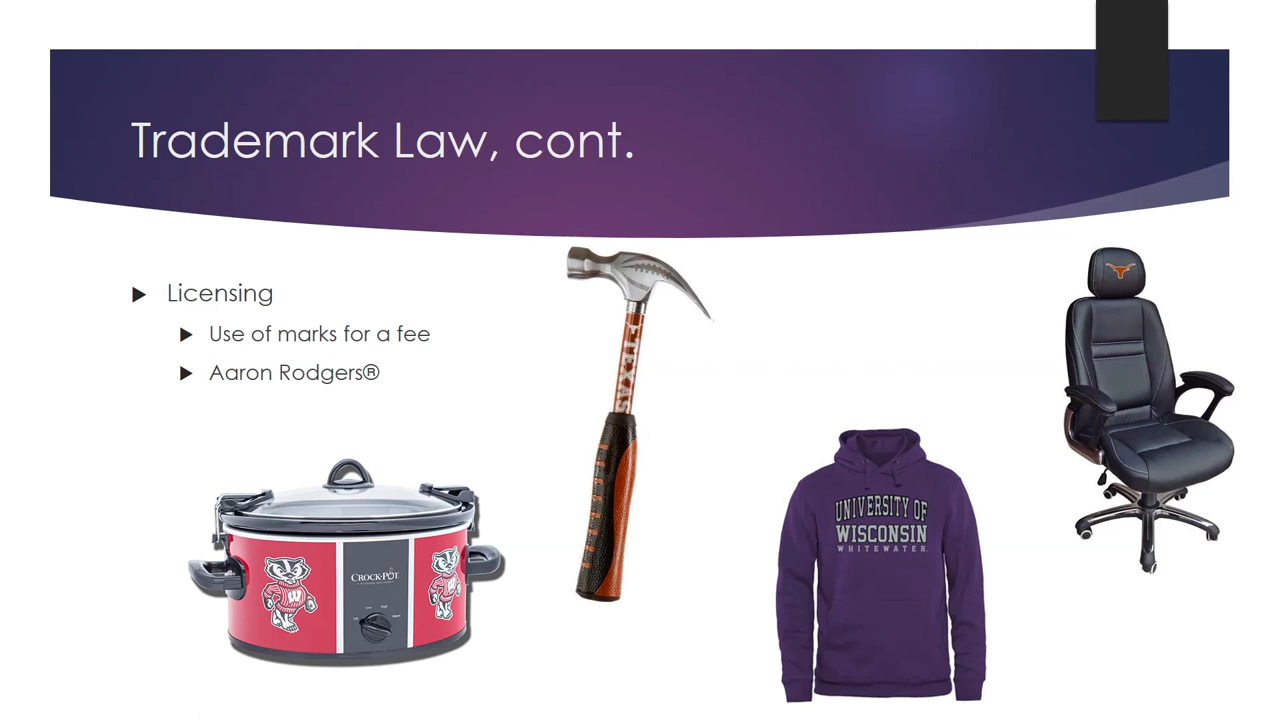 Trademark Law, cont.
Licensing
Use of marks for a fee
Aaron Rodgers®
TEXAS
CROCK-POT
W
UNIVERSITY OF
WISCONSIN
WHITEWATER